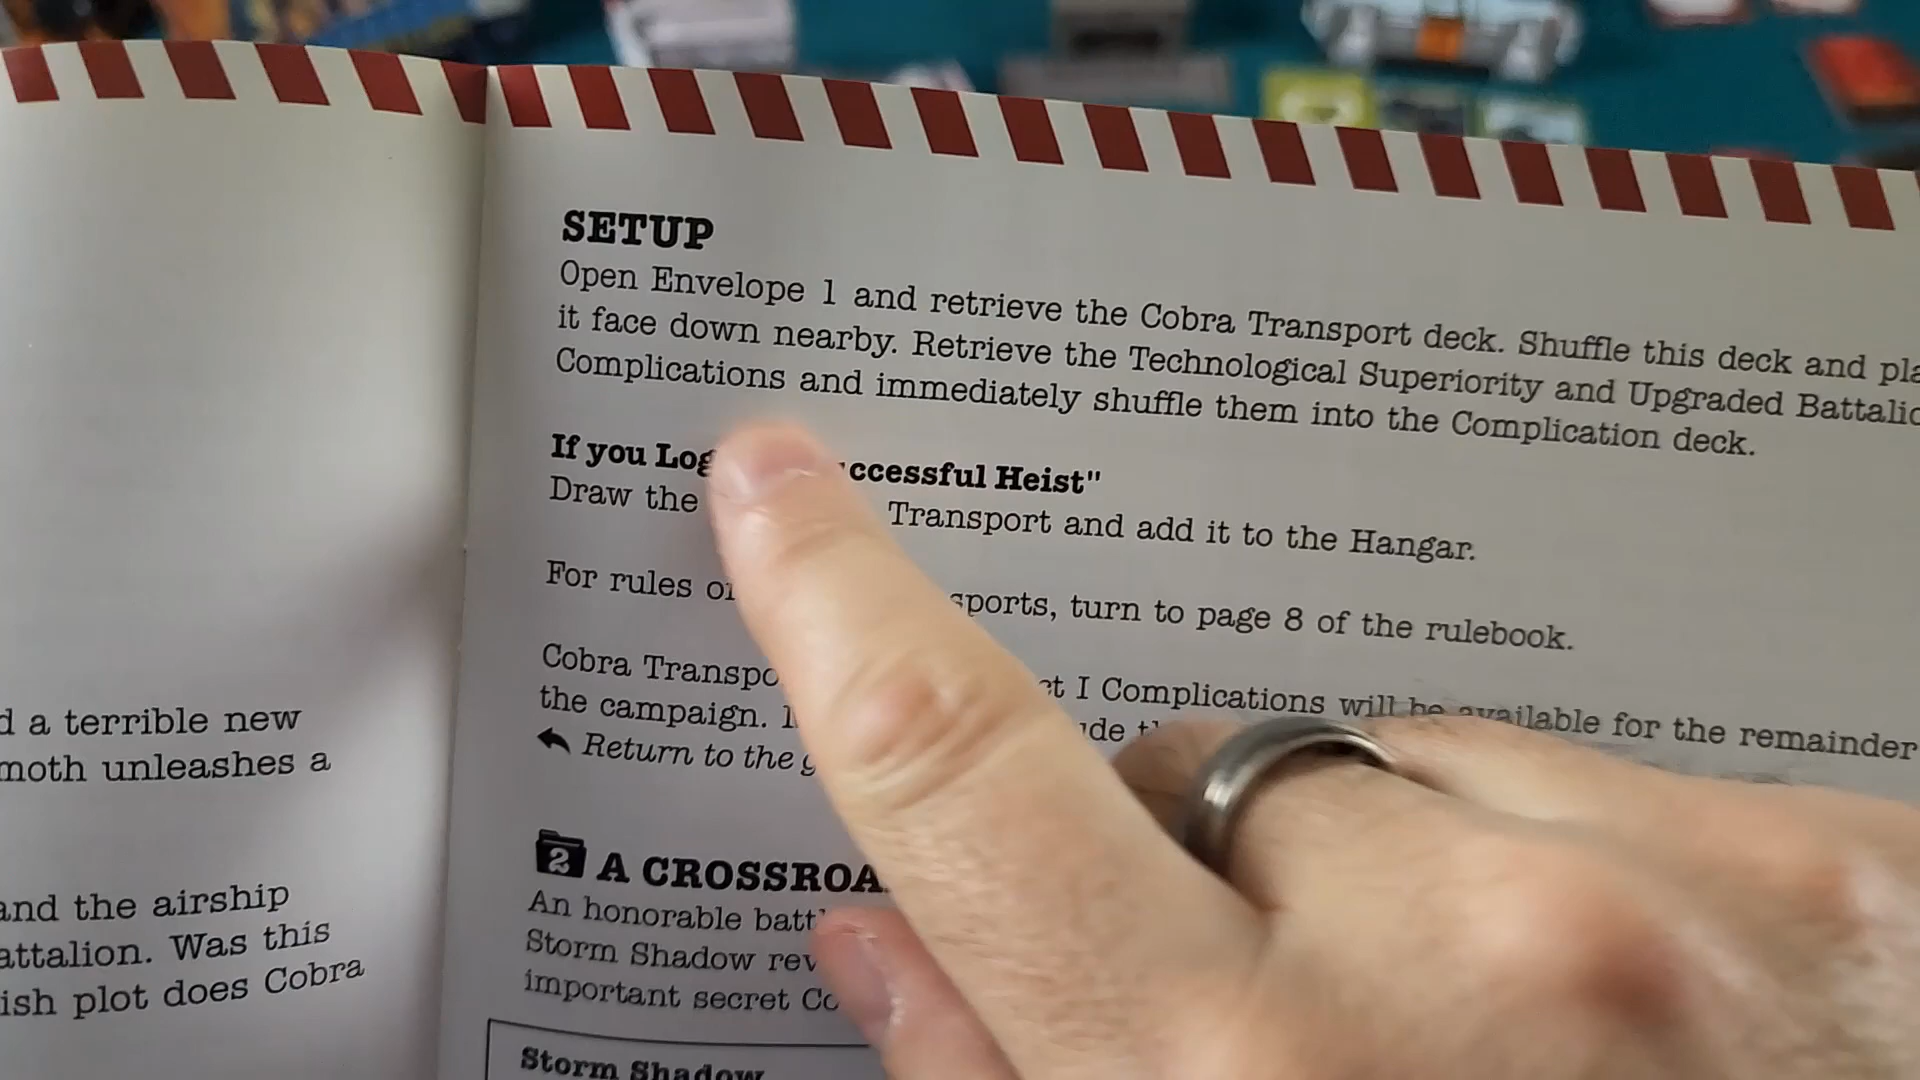 d a terrible new
moth unleashes a
and the airship
attalion. Was this
ish plot does Cobra
SETUP
Open Envelope 1 and retrieve the Cobra Transport deck. Shuffle this deck and pla
it face down nearby. Retrieve the Technological Superiority and Upgraded Battalio
Complications and immediately shuffle them into the Complication deck.
If you Log ccessful Heist"
Draw the Transport and add it to the Hangar.
For rules o sports, turn to page 8 of the rulebook.
Cobra Transpo ct I Complications will be available for the remainder
the campaign. ude
Return to the g
2 A CROSSROA
An honorable batt
Storm Shadow rev
important secret Co
Storm Shadow